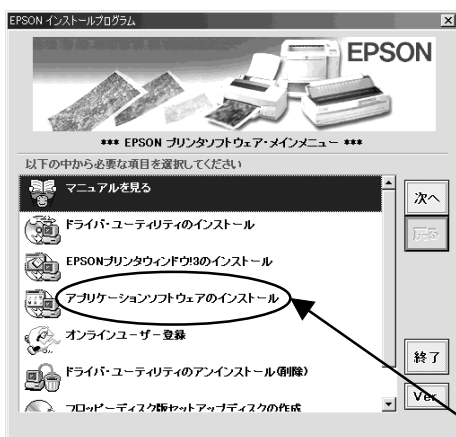 EPSON インストールプログラム
EPSON
*** EPSON プリンタソフトウェア・メインメニュー ***
以下の中から必要な項目を選択してください
マニュアルを見る
ドライバ・ユーティリティのインストール
EPSONプリンタウィンドウ!3のインストール
アプリケーションソフトウェアのインストール
オンラインユーザー登録
ドライバ・ユーティリティのアンインストール(削除)
フロッピーディスク版セットアップディスクの作成
次へ
戻る
終了
Ver